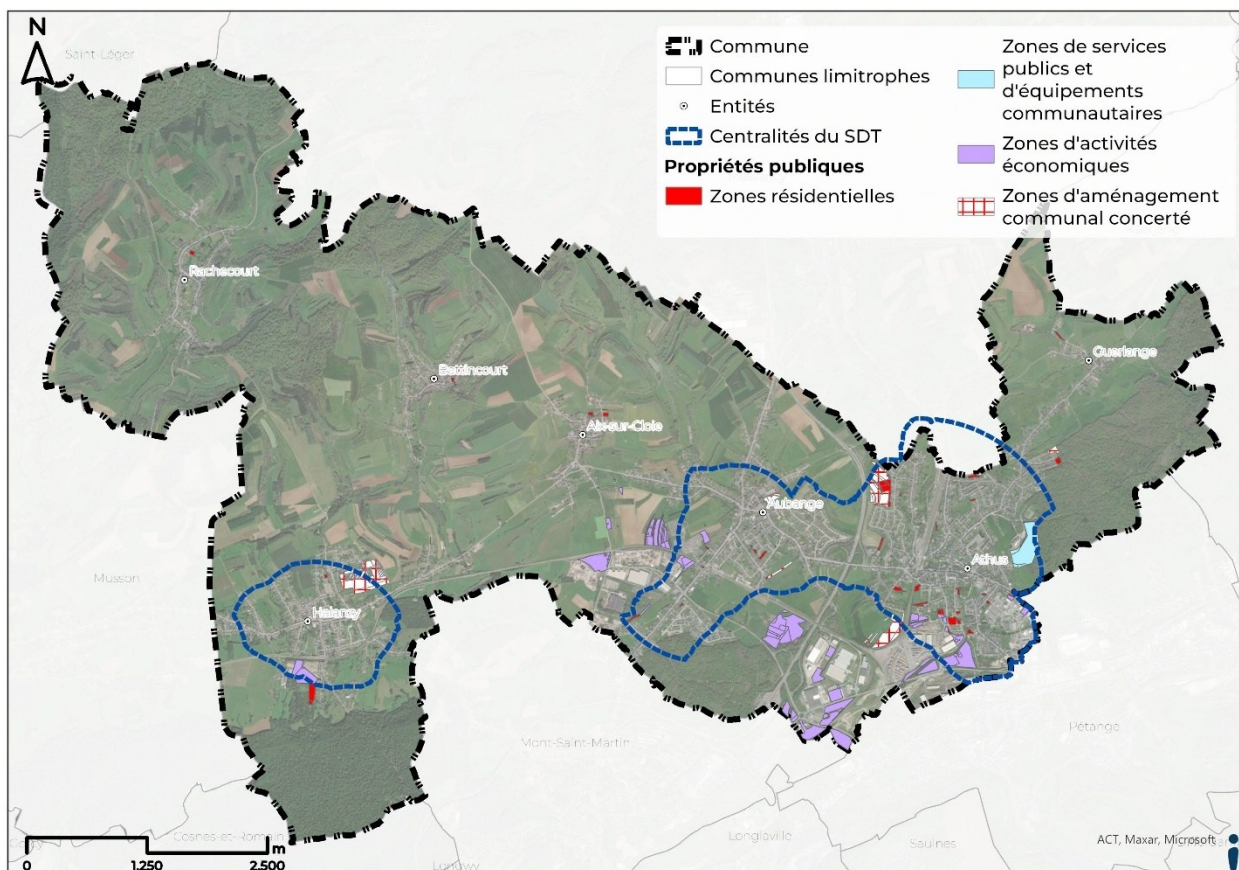 N
Saint-Léger
Commune
Communes limitrophes
Entités
Centralités du SDT
Propriétés publiques
Zones résidentielles
Zones de services
publics et
d'équipements
communautaires
Zones d'activités
économiques
Zones d'aménagement
communal concerté
Rachecourt
Guerlange
Battincourt
Aix-sur-Cloie
Aubange
Athus
Musson
Halanzy
Pétange
Mont-Saint-Martin
Cosnes-et-Romain
Longlaville
Saulnes
Longwy
ACT, Maxar, Microsoft
0
1.250
2.500
m